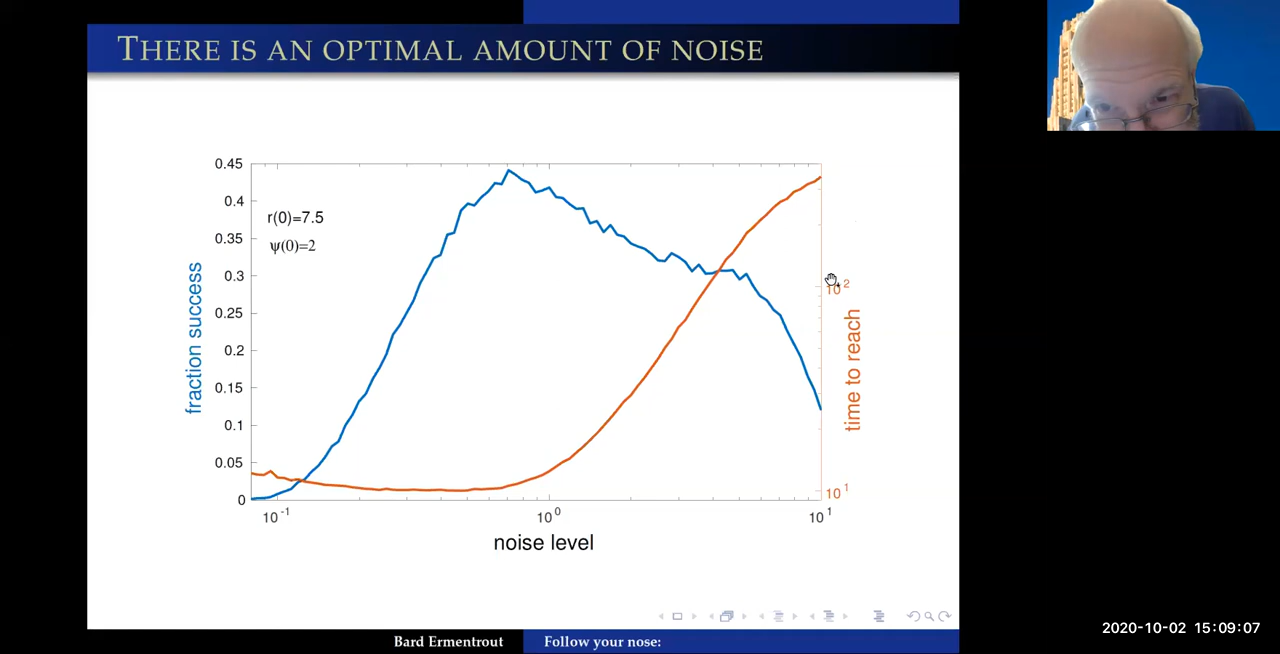 THERE IS AN OPTIMAL AMOUNT OF NOISE
0.45
0.4
0.35
0.3
0.25
0.2
0.15
0.1
0.05
0
fraction success
r(0)=7.5
ψ(0)=2
10^2
10^1
time to reach
10^-1
10^0
10^1
noise level
Bard Ermentrout
Follow your nose:
2020-10-02 15:09:07